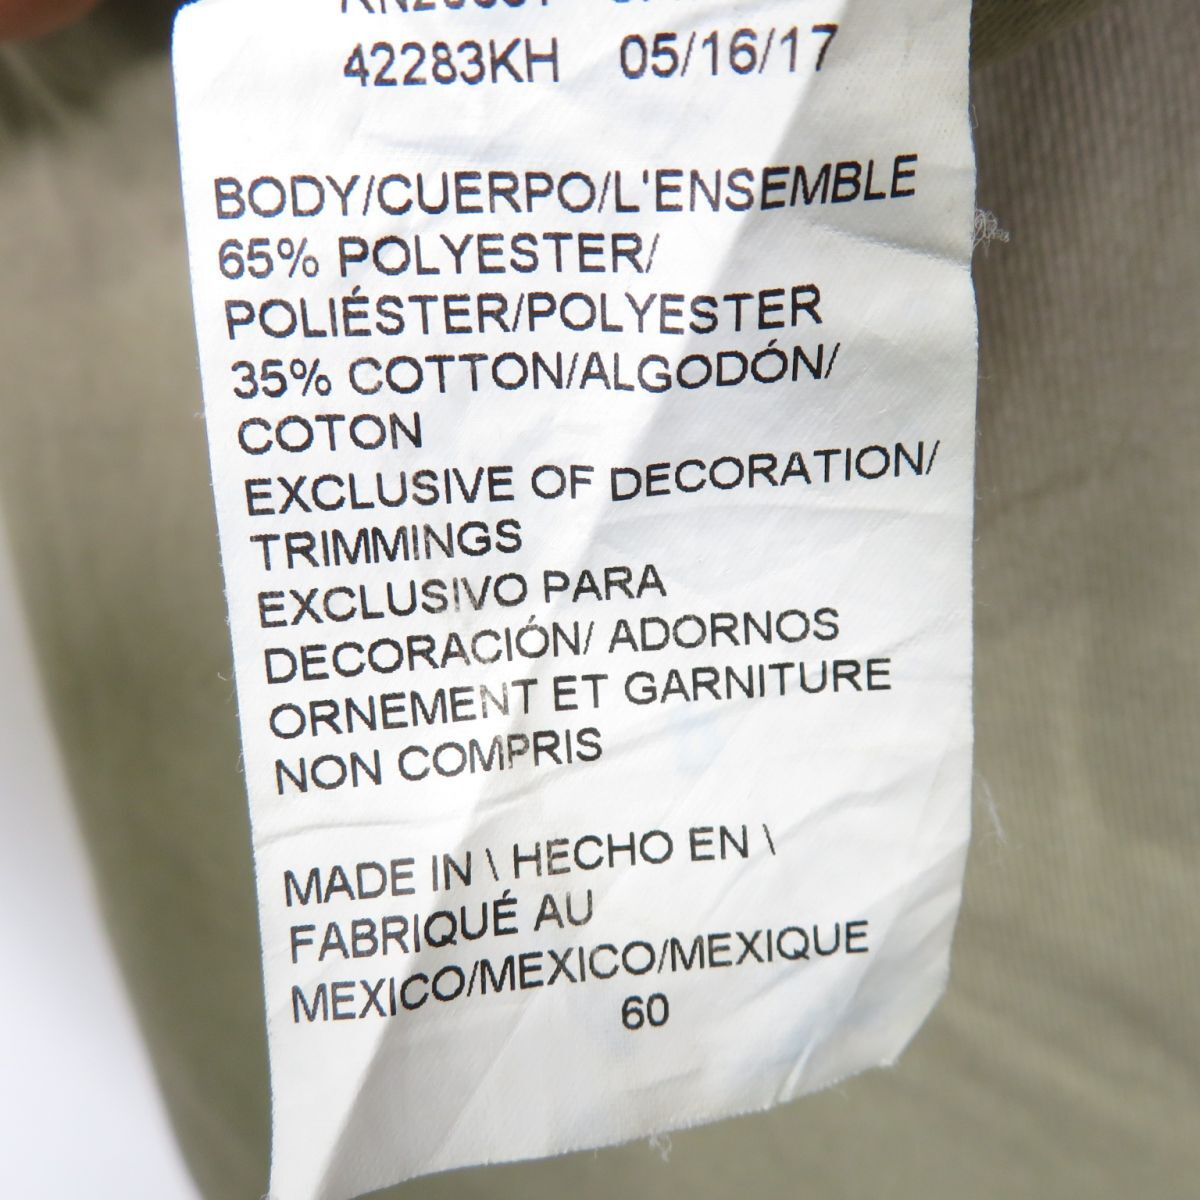 42283KH 05/16/17
BODY/CUERPO/L'ENSEMBLE
65% POLYESTER/
POLIÉSTER/POLYESTER
35% COTTON/ALGODÓN/
COTON
EXCLUSIVE OF DECORATION/
TRIMMINGS
EXCLUSIVO PARA
DECORACIÓN/ ADORNOS
ORNEMENT ET GARNITURE
NON COMPRIS
MADE IN \ HECHO EN \
FABRIQUÉ AU
MEXICO/MEXICO/MEXIQUE
60